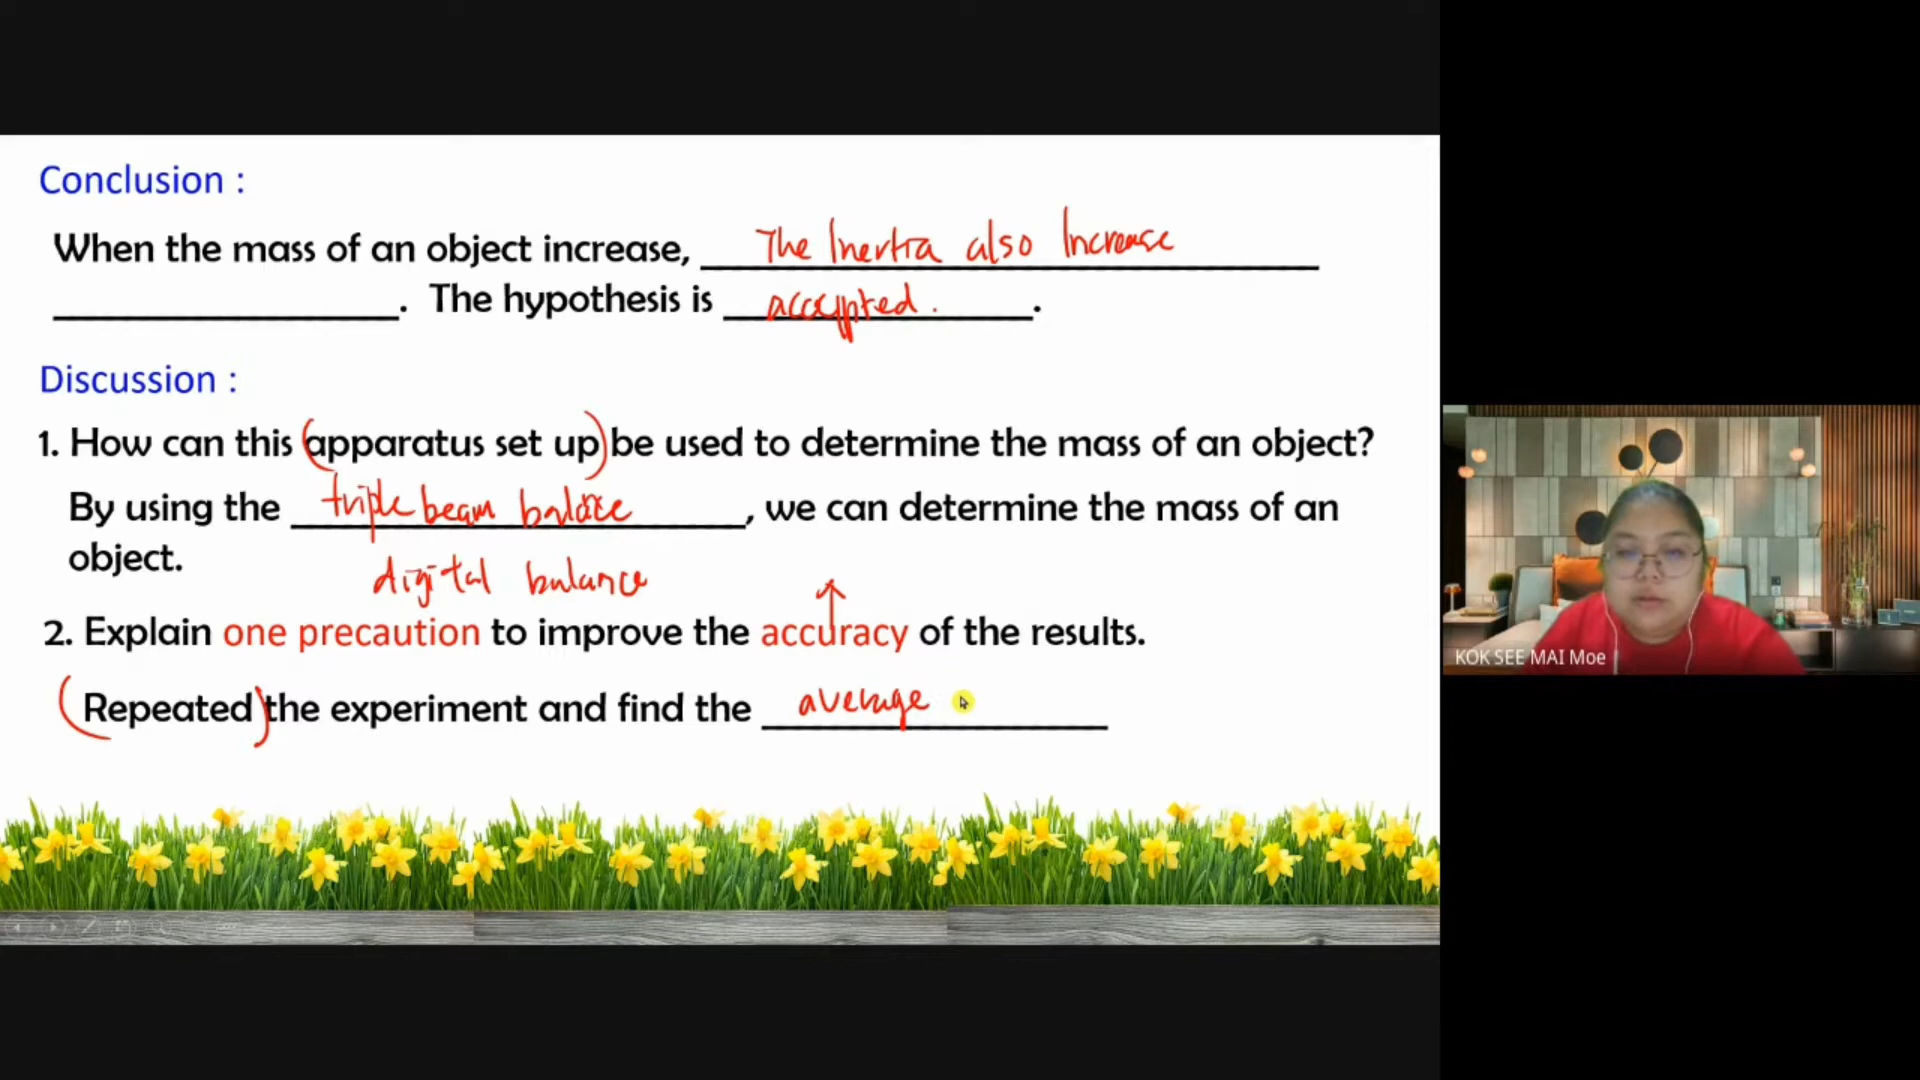 Conclusion :
When the mass of an object increase, The Inertia also Increase
. The hypothesis is accepted. .
Discussion :
1. How can this (apparatus set up) be used to determine the mass of an object?
By using the triple beam balance, we can determine the mass of an
object. digital balance
2. Explain one precaution to improve the accuracy of the results.
(Repeated) the experiment and find the average
KOK SEE MAI Moe